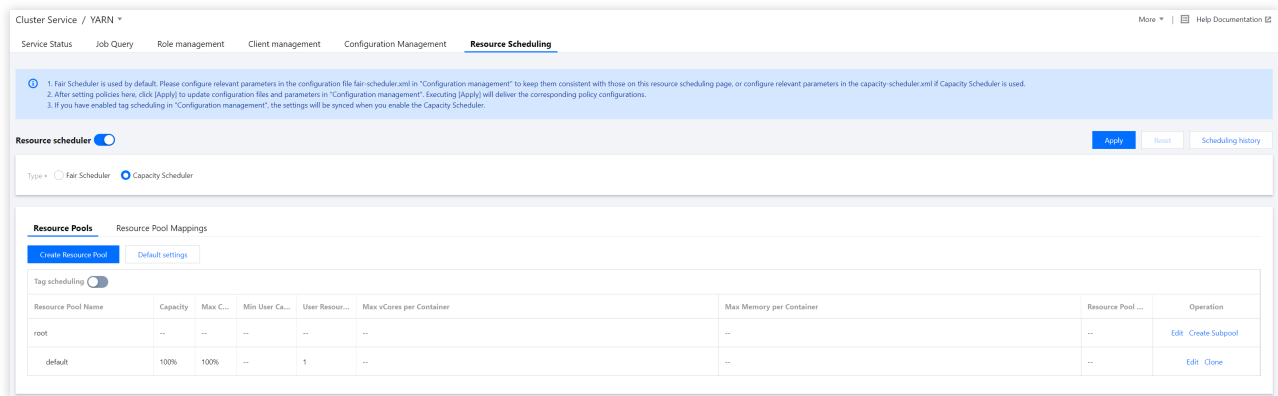 Cluster Service / YARN
More | Help Documentation
Service Status Job Query Role management Client management Configuration Management Resource Scheduling
1. Fair Scheduler is used by default. Please configure relevant parameters in the configuration file fair-scheduler.xml in "Configuration management" to keep them consistent with those on this resource scheduling page, or configure relevant parameters in the capacity-scheduler.xml if Capacity Scheduler is used.
2. After setting policies here, click [Apply] to update configuration files and parameters in "Configuration management". Executing [Apply] will deliver the corresponding policy configurations.
3. If you have enabled tag scheduling in "Configuration management", the settings will be synced when you enable the Capacity Scheduler.
Resource scheduler
Apply Reset Scheduling history
Type * Fair Scheduler Capacity Scheduler
Resource Pools Resource Pool Mappings
Create Resource Pool Default settings
Tag scheduling
Resource Pool Name Capacity Max C... Min User Ca... User Resour... Max vCores per Container Max Memory per Container Resource Pool ... Operation
root -- -- -- -- -- -- -- Edit Create Subpool
default 100% 100% -- 1 -- -- -- Edit Clone